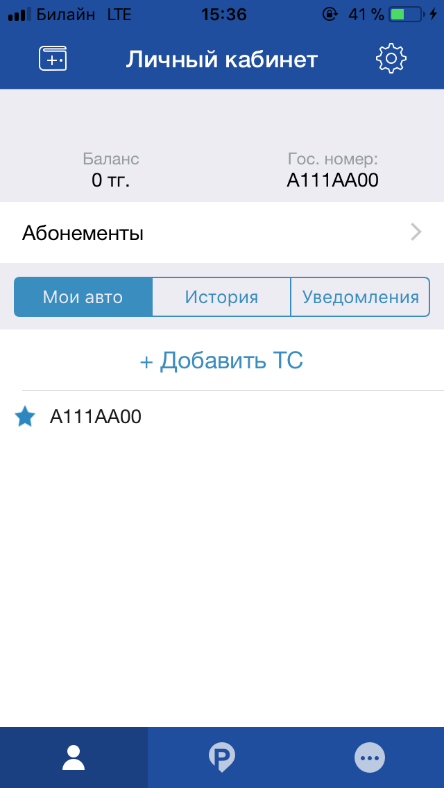 Билайн LTE 15:36 41 %
Личный кабинет
Баланс Гос. номер:
0 тг. A111AA00
Абонементы
Мои авто История Уведомления
+ Добавить ТС
A111AA00
P